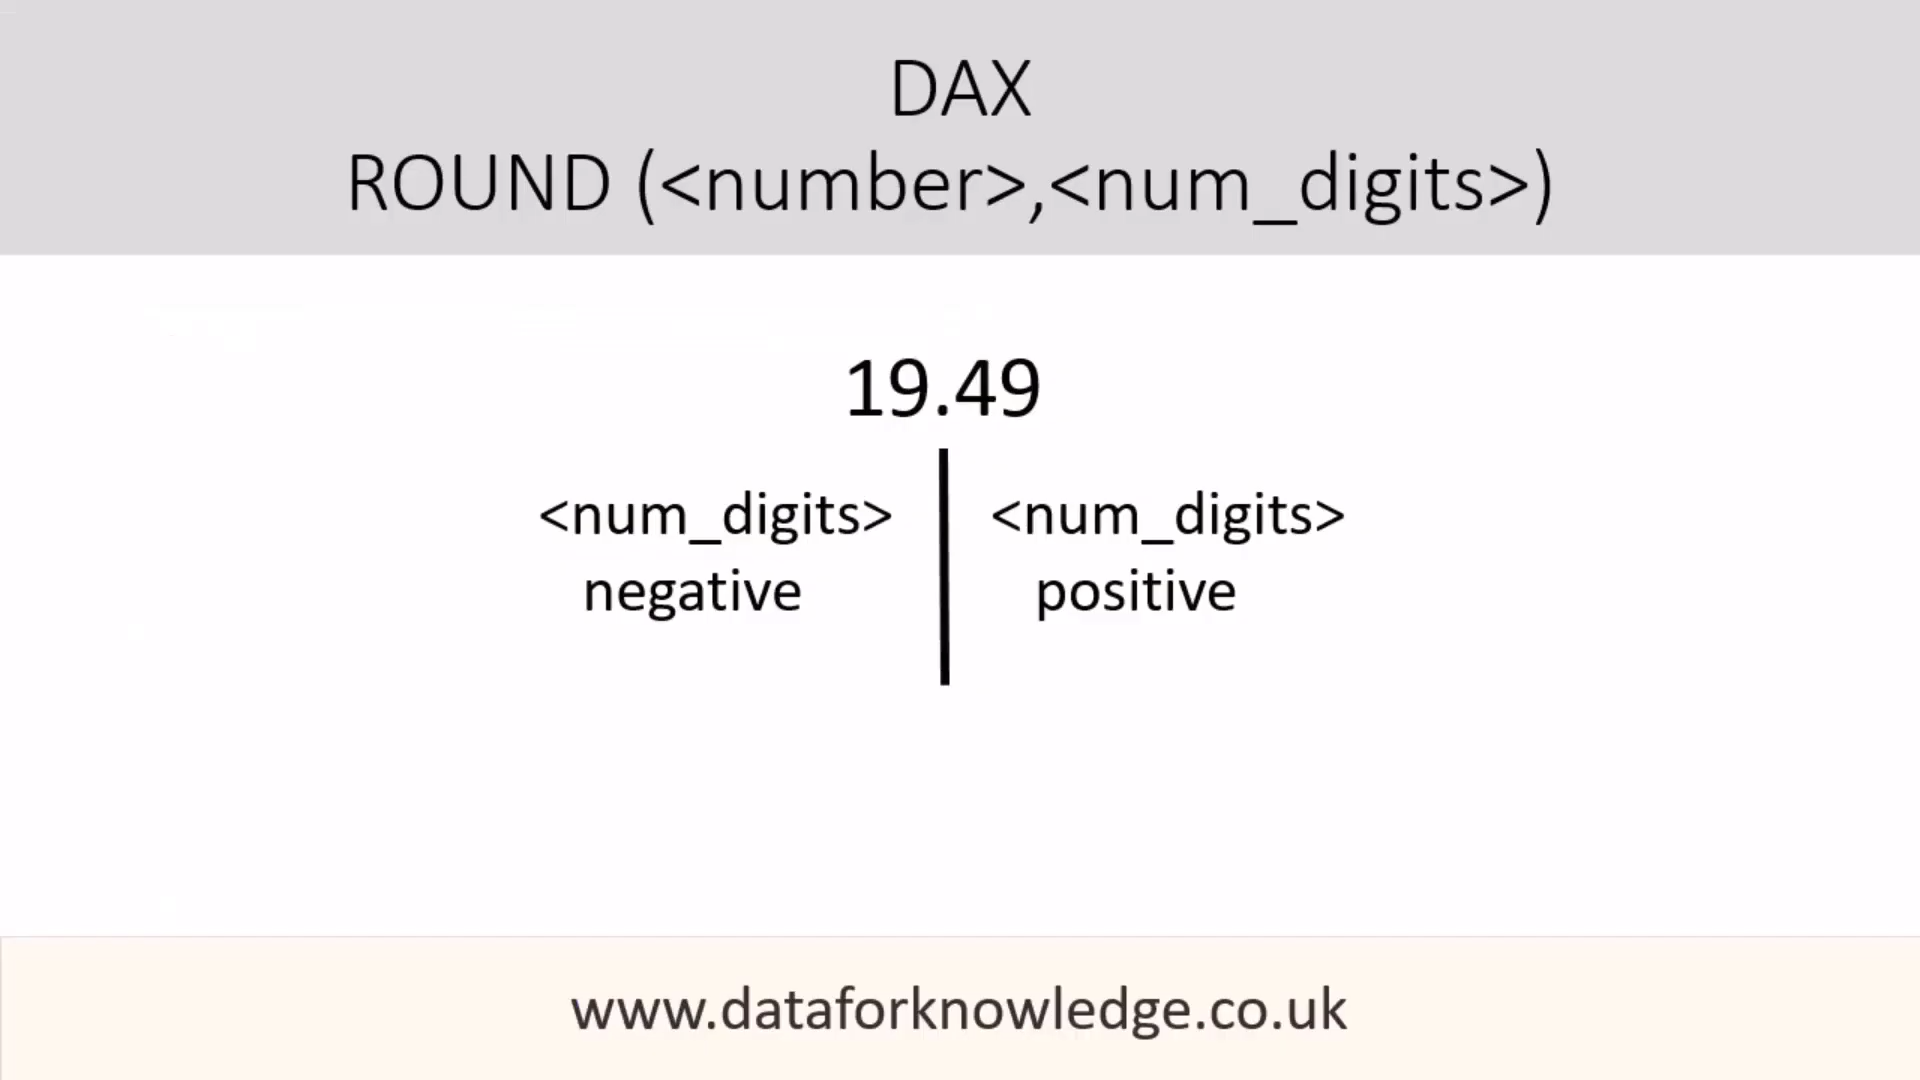 DAX
ROUND (<number>,<num_digits>)
19.49
<num_digits> <num_digits>
negative positive
www.dataforknowledge.co.uk